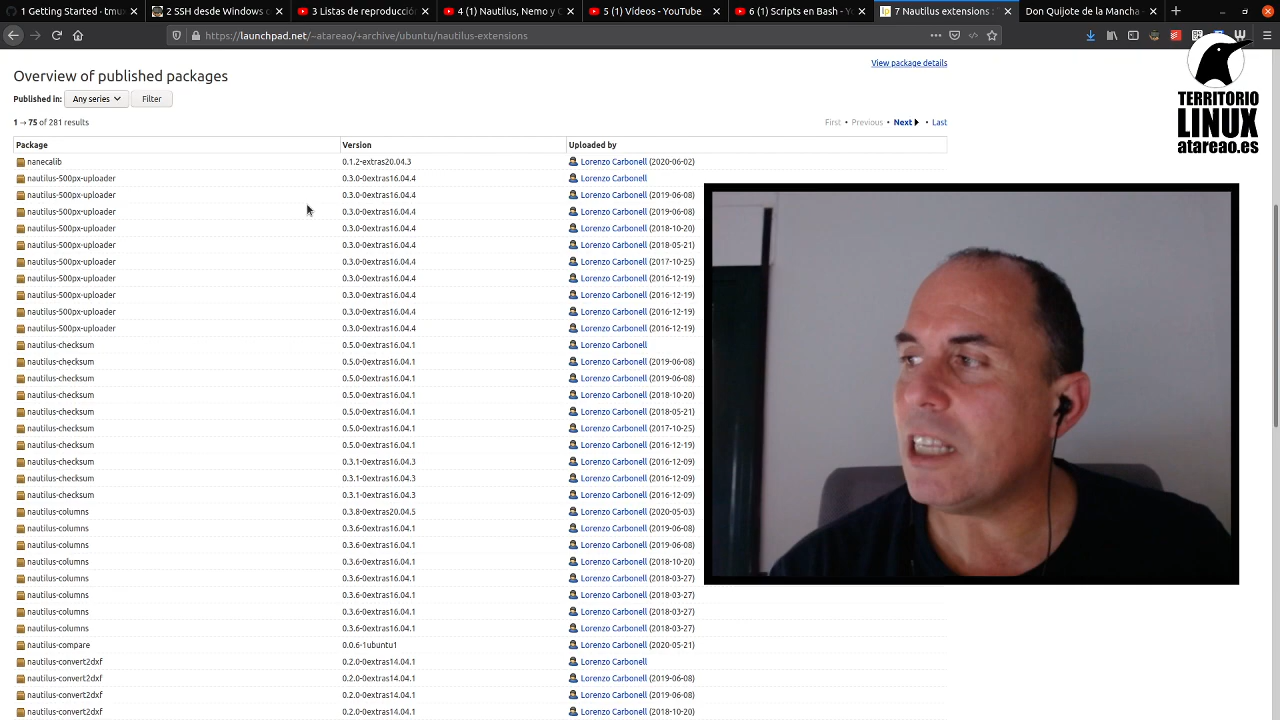 1 Getting Started · tmux
2 SSH desde Windows o
3 Listas de reproducció
4 (1) Nautilus, Nemo y C
5 (1) Vídeos - YouTube
6 (1) Scripts en Bash - Yo
7 Nautilus extensions :
Don Quijote de la Mancha -
https://launchpad.net/~atareao/+archive/ubuntu/nautilus-extensions
TERRITORIO
LINUX
atareao.es
View package details
Overview of published packages
Published in: Any series Filter
1 → 75 of 281 results First • Previous • Next • Last
Package Version Uploaded by
nanecalib 0.1.2-extras20.04.3 Lorenzo Carbonell (2020-06-02)
nautilus-500px-uploader 0.3.0-0extras16.04.4 Lorenzo Carbonell
nautilus-500px-uploader 0.3.0-0extras16.04.4 Lorenzo Carbonell (2019-06-08)
nautilus-500px-uploader 0.3.0-0extras16.04.4 Lorenzo Carbonell (2019-06-08)
nautilus-500px-uploader 0.3.0-0extras16.04.4 Lorenzo Carbonell (2018-10-20)
nautilus-500px-uploader 0.3.0-0extras16.04.4 Lorenzo Carbonell (2018-05-21)
nautilus-500px-uploader 0.3.0-0extras16.04.4 Lorenzo Carbonell (2017-10-25)
nautilus-500px-uploader 0.3.0-0extras16.04.4 Lorenzo Carbonell (2016-12-19)
nautilus-500px-uploader 0.3.0-0extras16.04.4 Lorenzo Carbonell (2016-12-19)
nautilus-500px-uploader 0.3.0-0extras16.04.4 Lorenzo Carbonell (2016-12-19)
nautilus-500px-uploader 0.3.0-0extras16.04.4 Lorenzo Carbonell (2016-12-19)
nautilus-checksum 0.5.0-0extras16.04.1 Lorenzo Carbonell
nautilus-checksum 0.5.0-0extras16.04.1 Lorenzo Carbonell (2019-06-08)
nautilus-checksum 0.5.0-0extras16.04.1 Lorenzo Carbonell (2019-06-08)
nautilus-checksum 0.5.0-0extras16.04.1 Lorenzo Carbonell (2018-10-20)
nautilus-checksum 0.5.0-0extras16.04.1 Lorenzo Carbonell (2018-05-21)
nautilus-checksum 0.5.0-0extras16.04.1 Lorenzo Carbonell (2017-10-25)
nautilus-checksum 0.5.0-0extras16.04.1 Lorenzo Carbonell (2016-12-19)
nautilus-checksum 0.3.1-0extras16.04.3 Lorenzo Carbonell (2016-12-09)
nautilus-checksum 0.3.1-0extras16.04.3 Lorenzo Carbonell (2016-12-09)
nautilus-checksum 0.3.1-0extras16.04.3 Lorenzo Carbonell (2016-12-09)
nautilus-columns 0.3.8-0extras20.04.5 Lorenzo Carbonell (2020-05-03)
nautilus-columns 0.3.6-0extras16.04.1 Lorenzo Carbonell (2019-06-08)
nautilus-columns 0.3.6-0extras16.04.1 Lorenzo Carbonell (2019-06-08)
nautilus-columns 0.3.6-0extras16.04.1 Lorenzo Carbonell (2018-10-20)
nautilus-columns 0.3.6-0extras16.04.1 Lorenzo Carbonell (2018-03-27)
nautilus-columns 0.3.6-0extras16.04.1 Lorenzo Carbonell (2018-03-27)
nautilus-columns 0.3.6-0extras16.04.1 Lorenzo Carbonell (2018-03-27)
nautilus-columns 0.3.6-0extras16.04.1 Lorenzo Carbonell (2018-03-27)
nautilus-compare 0.0.6-1ubuntu1 Lorenzo Carbonell (2020-05-21)
nautilus-convert2dxf 0.2.0-0extras14.04.1 Lorenzo Carbonell
nautilus-convert2dxf 0.2.0-0extras14.04.1 Lorenzo Carbonell (2019-06-08)
nautilus-convert2dxf 0.2.0-0extras14.04.1 Lorenzo Carbonell (2019-06-08)
nautilus-convert2dxf 0.2.0-0extras14.04.1 Lorenzo Carbonell (2018-10-20)